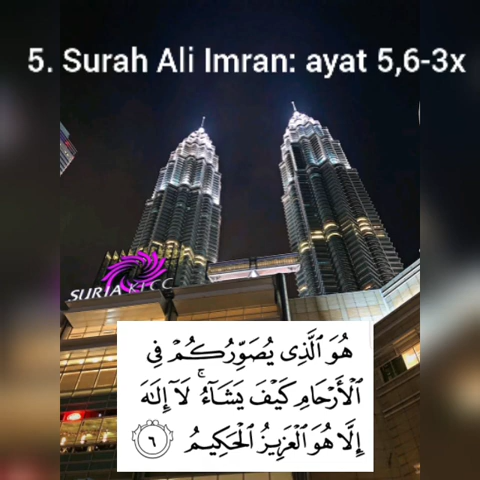 5. Surah Ali Imran: ayat 5,6-3x
SURIA KLCC
هُوَ ٱلَّذِى يُصَوِّرُكُمْ فِى
ٱلْأَرْحَامِ كَيْفَ يَشَآءُ ۚ لَآ إِلَـٰهَ
إِلَّا هُوَ ٱلْعَزِيزُ ٱلْحَكِيمُ ٦